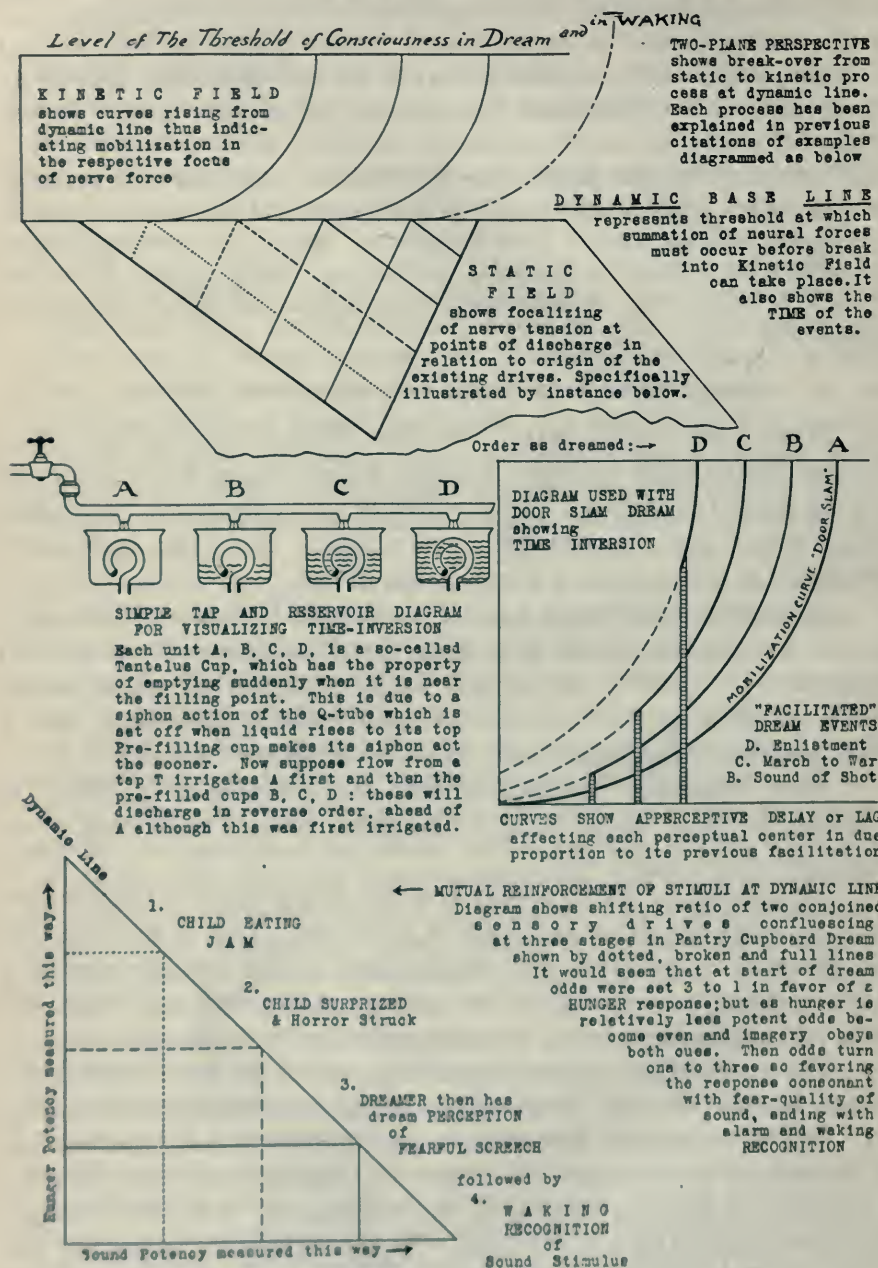 Level of The Threshold of Consciousness in Dream and in WAKING
TWO-PLANE PERSPECTIVE
shows break-over from
static to kinetic pro
cess at dynamic line.
Each process has been
explained in previous
citations of examples
diagrammed as below
KINETIC FIELD
shows curves rising from
dynamic line thus indic-
ating mobilization in
the respective focus
of nerve force
DYNAMIC BASE LINE
represents threshold at which
summation of neural forces
must occur before break
into Kinetic Field
can take place.It
also shows the
TIME of the
events.
STATIC
FIELD
shows focalizing
of nerve tension at
points of discharge in
relation to origin of the
existing drives. Specifically
illustrated by instance below.
A B C D
SIMPLE TAP AND RESERVOIR DIAGRAM
FOR VISUALIZING TIME-INVERSION
Each unit A, B, C, D, is a so-called
Tantalus Cup, which has the property
of emptying suddenly when it is near
the filling point. This is due to a
siphon action of the Q-tube which is
set off when liquid rises to its top
Pre-filling cup makes its siphon act
the sooner. Now suppose flow from a
tap T irrigates A first and then the
pre-filled cups B, C, D : these will
discharge in reverse order, ahead of
A although this was first irrigated.
Order as dreamed:→ D C B A
DIAGRAM USED WITH
DOOR SLAM DREAM
showing
TIME INVERSION
MOBILIZATION CURVE "DOOR SLAM"
"FACILITATED"
DREAM EVENTS
D. Enlistment
C. March to War
B. Sound of Shot
CURVES SHOW APPERCEPTIVE DELAY or LAG
affecting each perceptual center in due
proportion to its previous facilitation
Dynamic Line
Hunger Potency measured this way →
1.
CHILD EATING
JAM
2.
CHILD SURPRIZED
& Horror Struck
3.
DREAMER then has
dream PERCEPTION
of
FEARFUL SCREECH
followed by
4.
WAKING
RECOGNITION
of
Sound Stimulus
Sound Potency measured this way →
← MUTUAL REINFORCEMENT OF STIMULI AT DYNAMIC LINE
Diagram shows shifting ratio of two conjoined
sensory drives confluescing
at three stages in Pantry Cupboard Dream
shown by dotted, broken and full lines
It would seem that at start of dream
odds were set 3 to 1 in favor of a
HUNGER response;but as hunger is
relatively less potent odds be-
come even and imagery obeys
both cues. Then odds turn
one to three so favoring
the response consonant
with fear-quality of
sound, ending with
alarm and waking
RECOGNITION